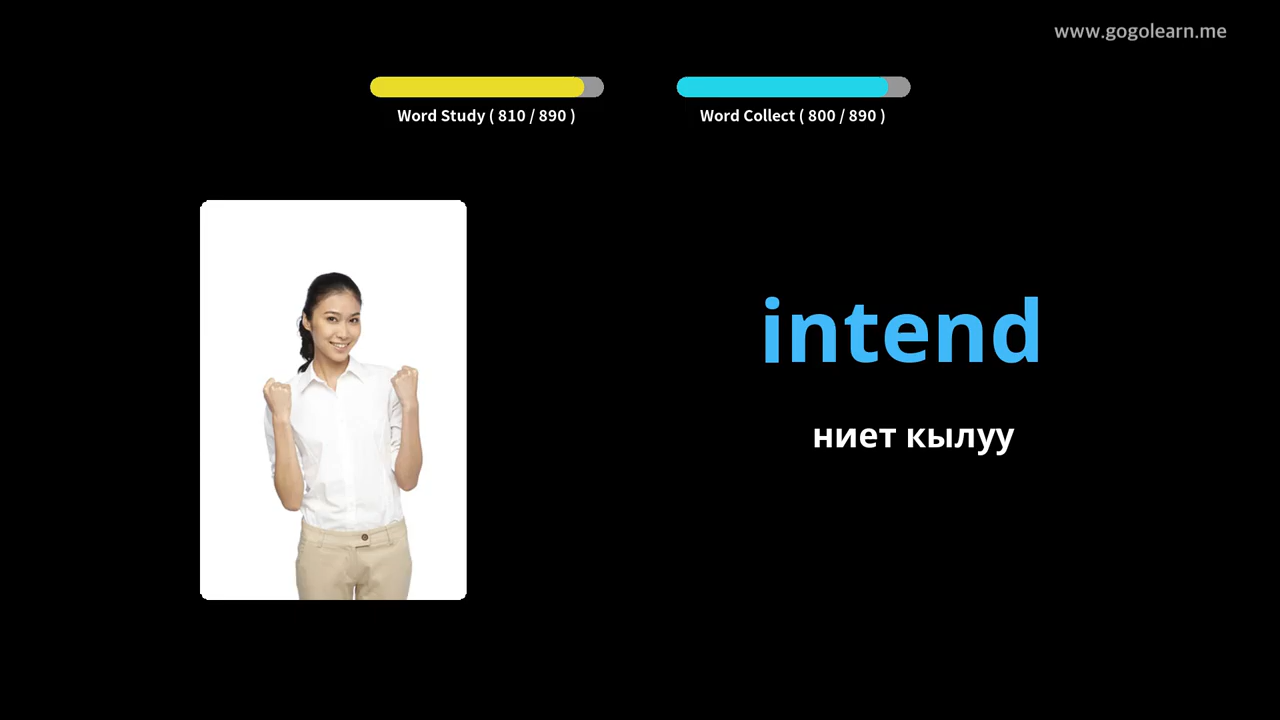 www.gogolearn.me
Word Study ( 810 / 890 )
Word Collect ( 800 / 890 )
intend
ниет кылуу